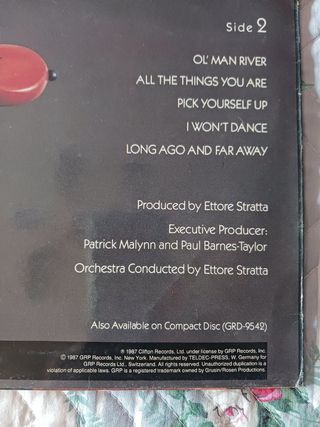 Side 2
OL' MAN RIVER
ALL THE THINGS YOU ARE
PICK YOURSELF UP
I WON'T DANCE
LONG AGO AND FAR AWAY
Produced by Ettore Stratta
Executive Producer:
Patrick Malynn and Paul Barnes-Taylor
Orchestra Conducted by Ettore Stratta
Also Available on Compact Disc (GRD-9542)
℗ 1987 Clifton Records, Ltd. under license by GRP Records, Inc.
© 1987 GRP Records, Inc. New York. Manufactured by TELDEC-PRESS, W. Germany for
GRP Records Ltd., Switzerland. All rights reserved. Unauthorized duplication is a
violation of applicable laws. GRP is a registered trademark owned by Grusin/Rosen Productions.